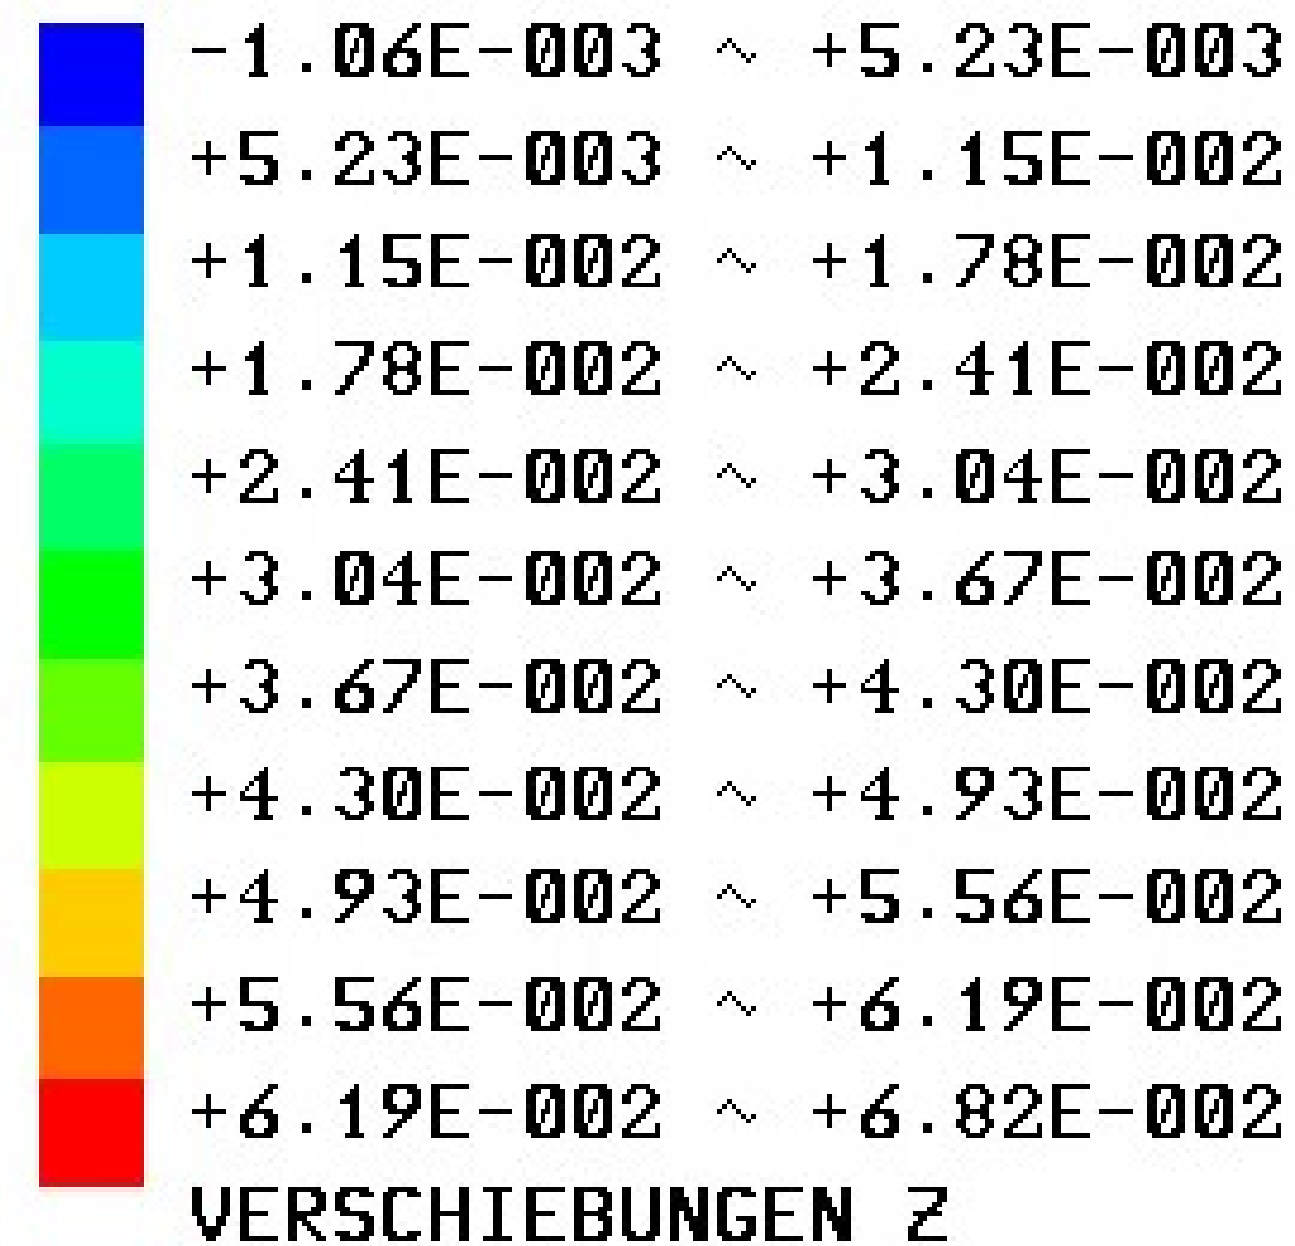 -1.06E-003 ~ +5.23E-003
+5.23E-003 ~ +1.15E-002
+1.15E-002 ~ +1.78E-002
+1.78E-002 ~ +2.41E-002
+2.41E-002 ~ +3.04E-002
+3.04E-002 ~ +3.67E-002
+3.67E-002 ~ +4.30E-002
+4.30E-002 ~ +4.93E-002
+4.93E-002 ~ +5.56E-002
+5.56E-002 ~ +6.19E-002
+6.19E-002 ~ +6.82E-002
VERSCHIEBUNGEN Z